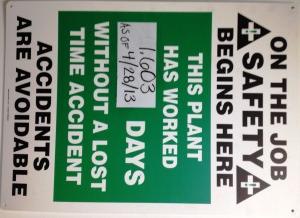 ON THE JOB
SAFETY
BEGINS HERE
THIS PLANT
HAS WORKED
1,603
AS OF 4/28/13
DAYS
WITHOUT A LOST
TIME ACCIDENT
ACCIDENTS
ARE AVOIDABLE